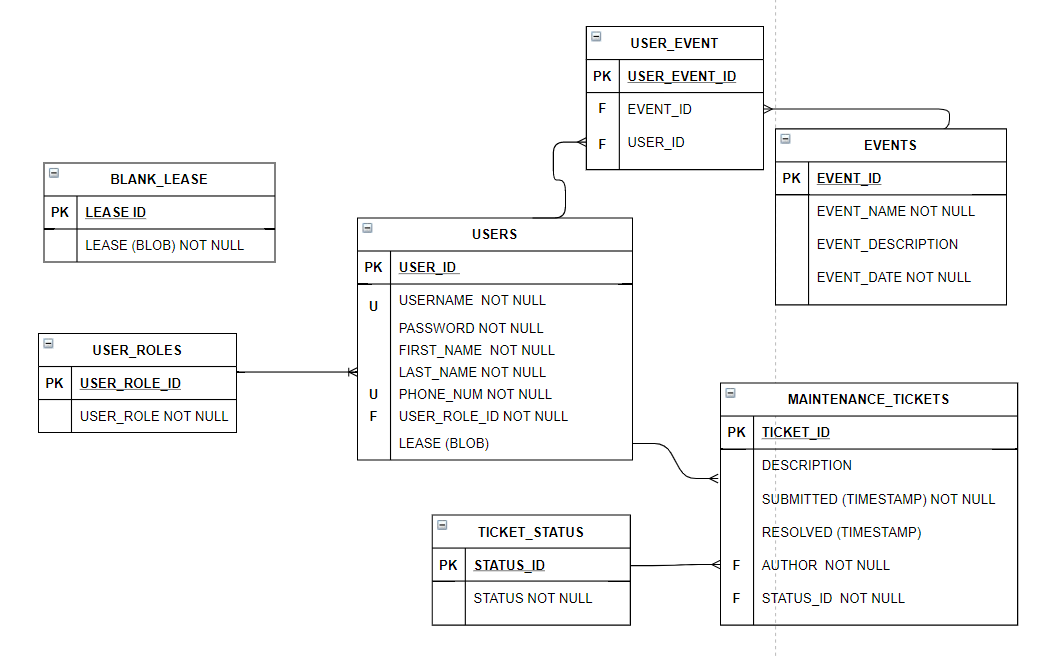 USER_EVENT
PK USER_EVENT_ID
F EVENT_ID
F USER_ID
EVENTS
PK EVENT_ID
EVENT_NAME NOT NULL
EVENT_DESCRIPTION
EVENT_DATE NOT NULL
BLANK_LEASE
PK LEASE ID
LEASE (BLOB) NOT NULL
USERS
PK USER_ID
U USERNAME NOT NULL
PASSWORD NOT NULL
FIRST_NAME NOT NULL
LAST_NAME NOT NULL
U PHONE_NUM NOT NULL
F USER_ROLE_ID NOT NULL
LEASE (BLOB)
USER_ROLES
PK USER_ROLE_ID
USER_ROLE NOT NULL
MAINTENANCE_TICKETS
PK TICKET_ID
DESCRIPTION
SUBMITTED (TIMESTAMP) NOT NULL
RESOLVED (TIMESTAMP)
F AUTHOR NOT NULL
F STATUS_ID NOT NULL
TICKET_STATUS
PK STATUS_ID
STATUS NOT NULL